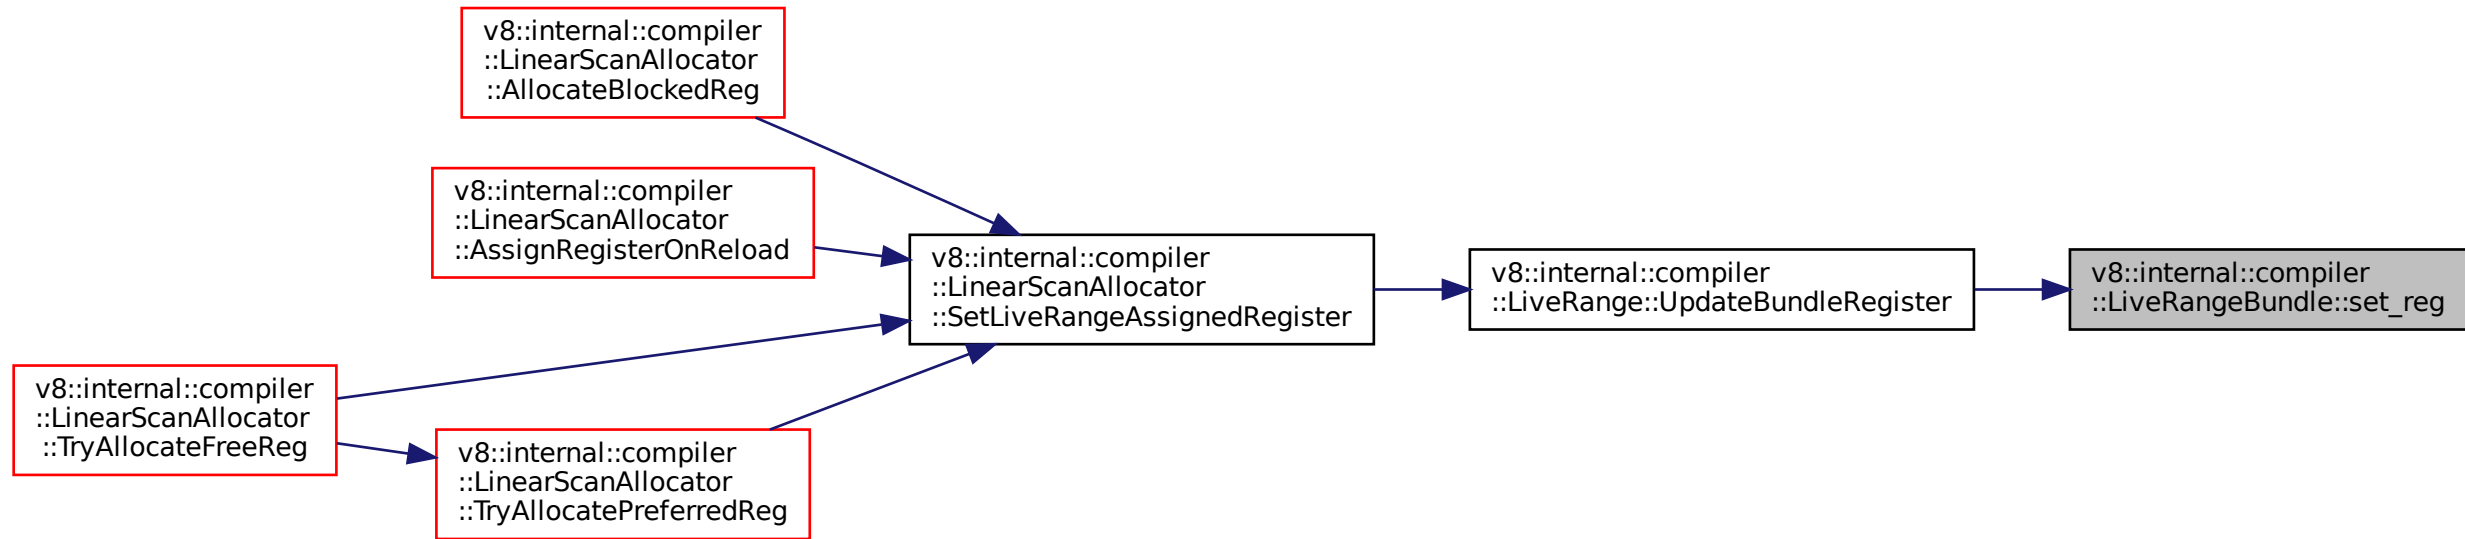 v8::internal::compiler
::LinearScanAllocator
::AllocateBlockedReg
v8::internal::compiler
::LinearScanAllocator
::AssignRegisterOnReload
v8::internal::compiler
::LinearScanAllocator
::SetLiveRangeAssignedRegister
v8::internal::compiler
::LiveRange::UpdateBundleRegister
v8::internal::compiler
::LiveRangeBundle::set_reg
v8::internal::compiler
::LinearScanAllocator
::TryAllocateFreeReg
v8::internal::compiler
::LinearScanAllocator
::TryAllocatePreferredReg